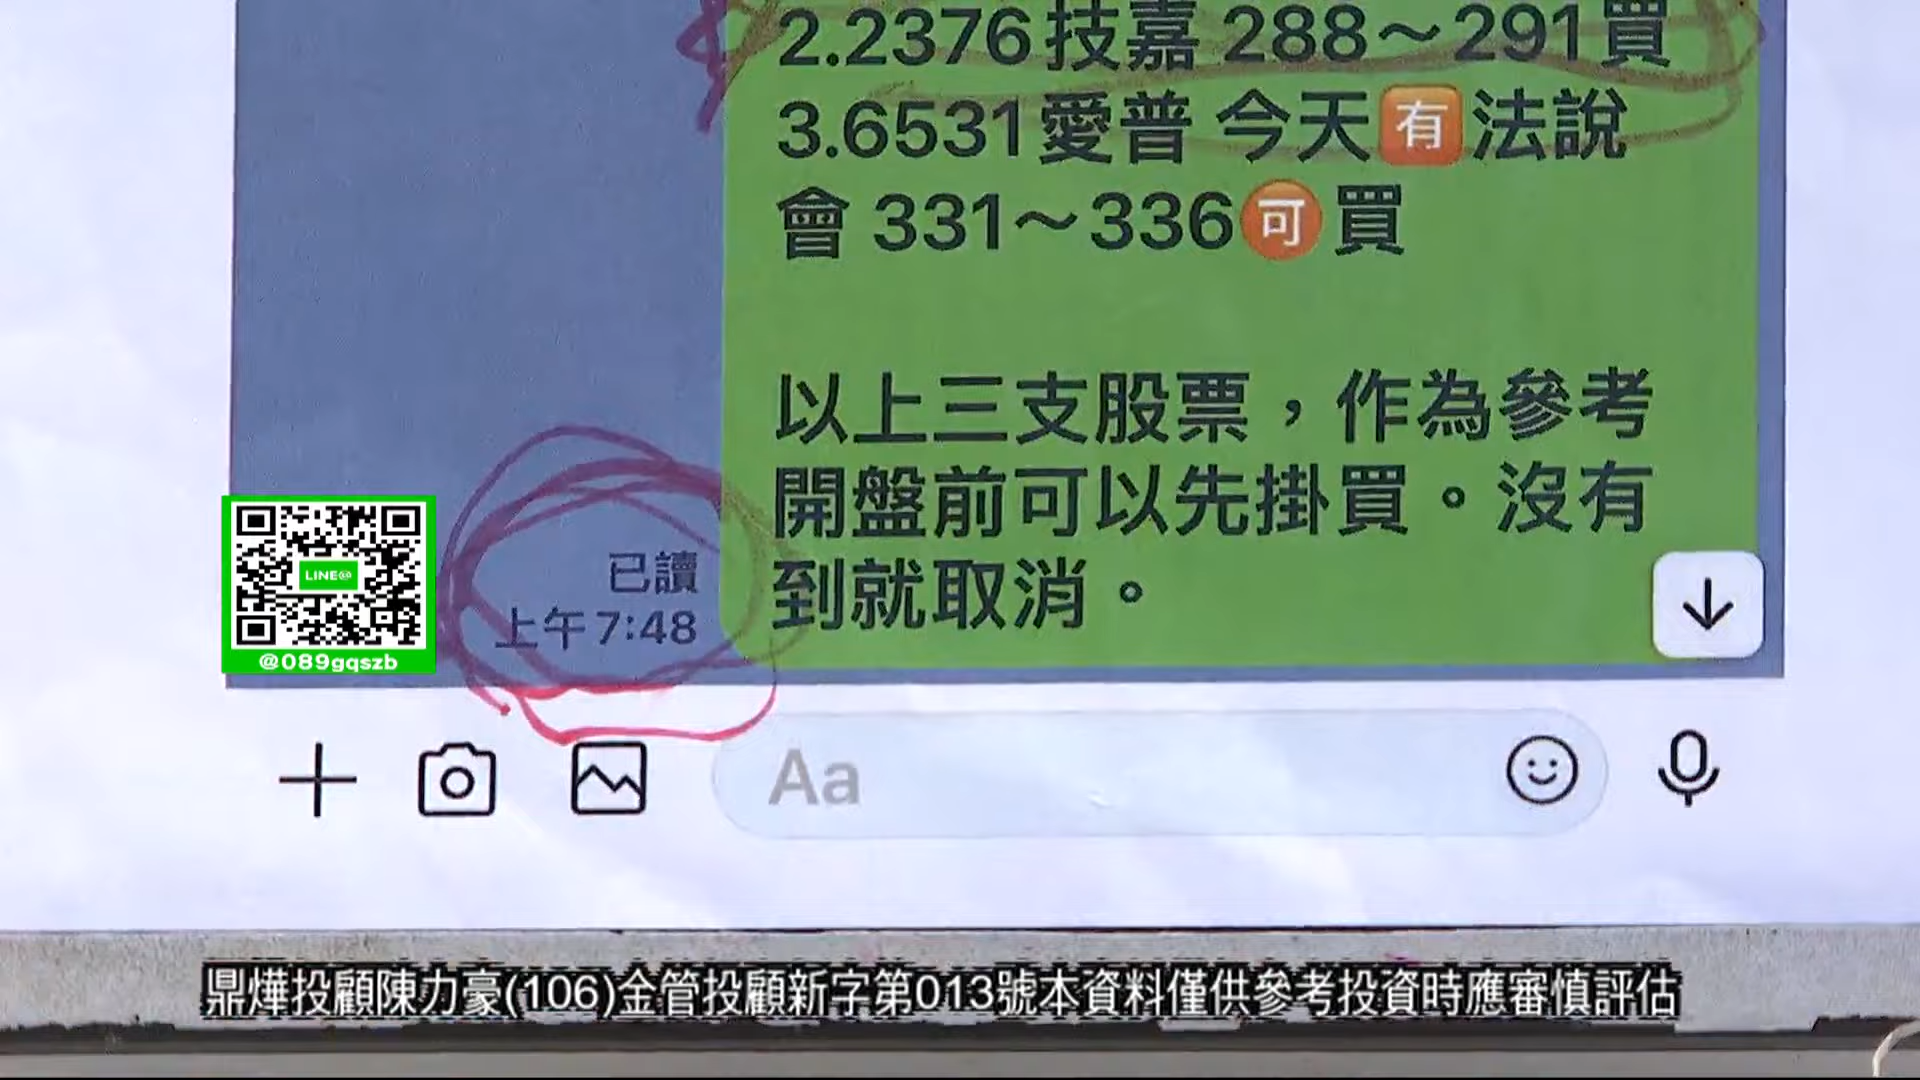 2.2376技嘉 288～291買
3.6531愛普 今天🈶法說
會 331～336🉑買
以上三支股票，作為參考
開盤前可以先掛買。沒有
到就取消。
已讀
上午7:48
LINE@
@089gqszb
Aa
鼎燁投顧陳力豪(106)金管投顧新字第013號本資料僅供參考投資時應審慎評估